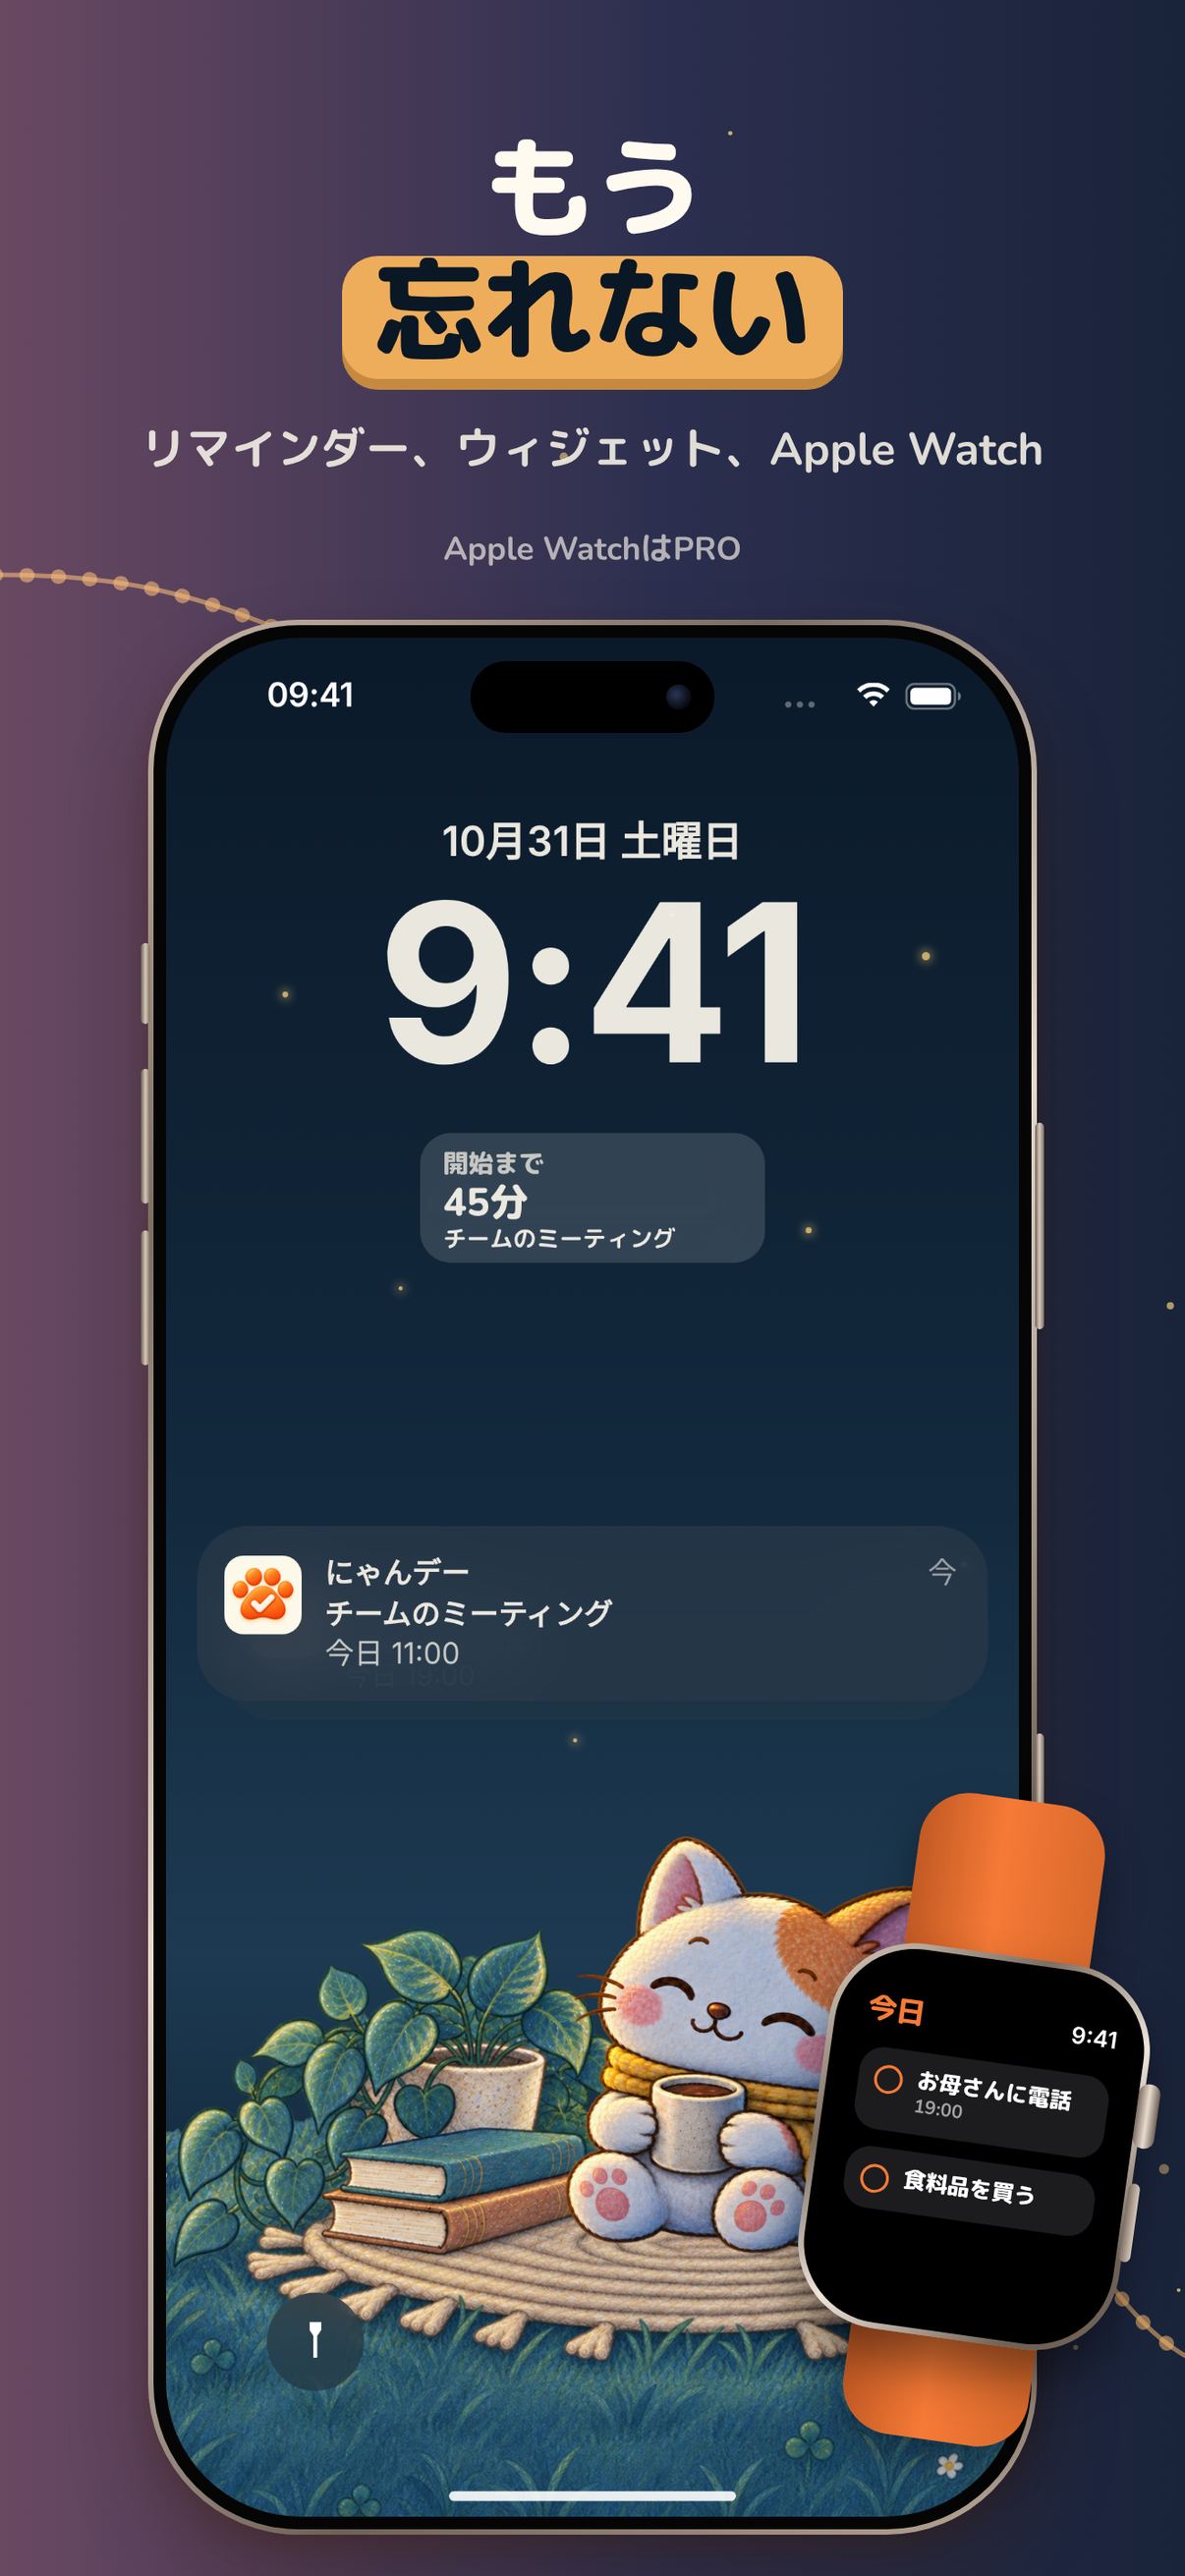 もう
忘れない
リマインダー、ウィジェット、Apple Watch
Apple WatchはPRO
09:41
10月31日 土曜日
9:41
開始まで
45分
チームのミーティング
にゃんデー
今
チームのミーティング
今日 11:00
今日 19:00
今日
9:41
お母さんに電話
19:00
食料品を買う